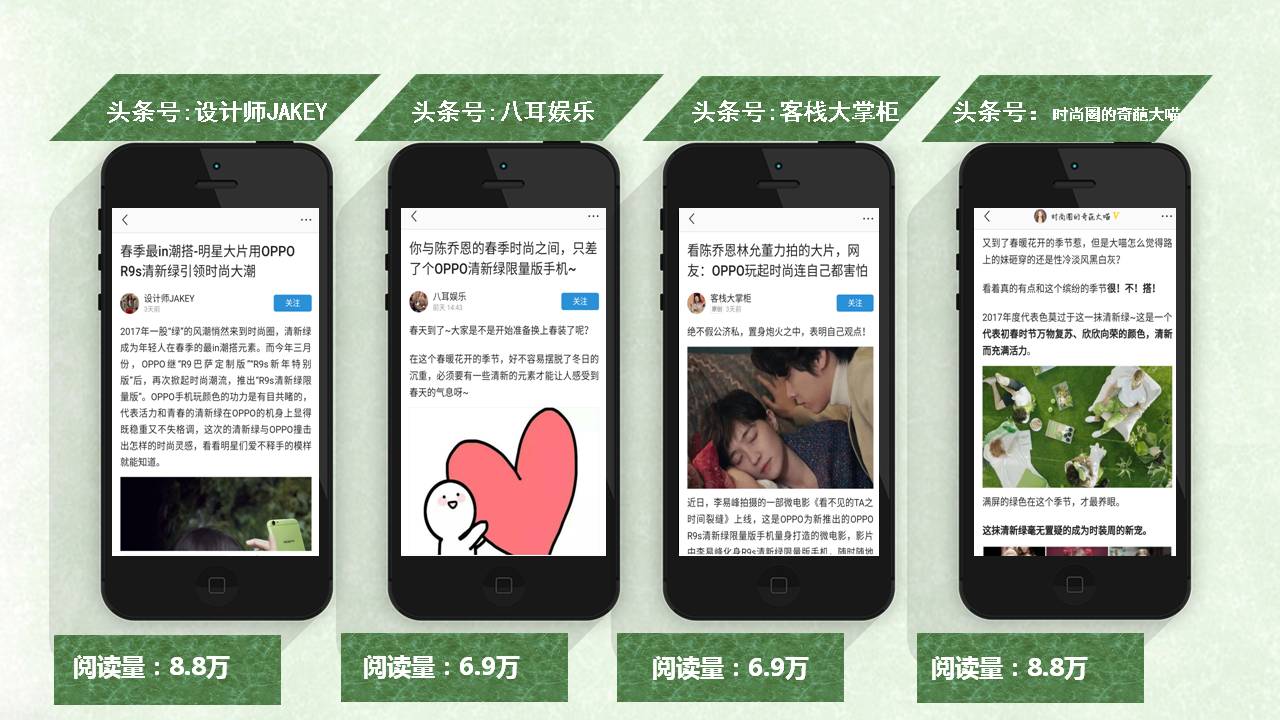 头条号:设计师JAKEY
头条号:八耳娱乐
头条号:客栈大掌柜
头条号：时尚圈的奇葩大喵
春季最in潮搭-明星大片用OPPO
R9s清新绿引领时尚大潮
设计师JAKEY
3天前
关注
2017年一股“绿”的风潮悄然来到时尚圈，清新绿
成为年轻人在春季的最in潮搭元素。而今年三月
份，OPPO继“R9巴萨定制版”“R9s新年特别
版”后，再次掀起时尚潮流，推出“R9s清新绿限
量版”。OPPO手机玩颜色的功力是有目共睹的，
代表活力和青春的清新绿在OPPO的机身上显得
既稳重又不失格调，这次的清新绿与OPPO撞击
出怎样的时尚灵感，看看明星们爱不释手的模样
就能知道。
你与陈乔恩的春季时尚之间，只差
了个OPPO清新绿限量版手机~
八耳娱乐
前天 14:43
关注
春天到了~大家是不是开始准备换上春装了呢？
在这个春暖花开的季节，好不容易摆脱了冬日的
沉重，必须要有一些清新的元素才能让人感受到
春天的气息呀~
看陈乔恩林允董力拍的大片，网
友：OPPO玩起时尚连自己都害怕
客栈大掌柜
原创 3天前
关注
绝不假公济私，置身炮火之中，表明自己观点！
近日，李易峰拍摄的一部微电影《看不见的TA之
时间裂缝》上线，这是OPPO为新推出的OPPO
R9s清新绿限量版手机量身打造的微电影，影片
中李易峰化身R9s清新绿限量版手机，随时随地
时尚圈的奇葩大喵
又到了春暖花开的时节惹，但是大喵怎么觉得路
上的妹砸穿的还是性冷淡风黑白灰？
看着真的有点和这个缤纷的季节很！不！搭！
2017年度代表色莫过于这一抹清新绿~这是一个
代表初春时节万物复苏、欣欣向荣的颜色，清新
而充满活力。
满屏的绿色在这个季节，才最养眼。
这抹清新绿毫无置疑的成为时装周的新宠。
阅读量：8.8万
阅读量：6.9万
阅读量：6.9万
阅读量：8.8万